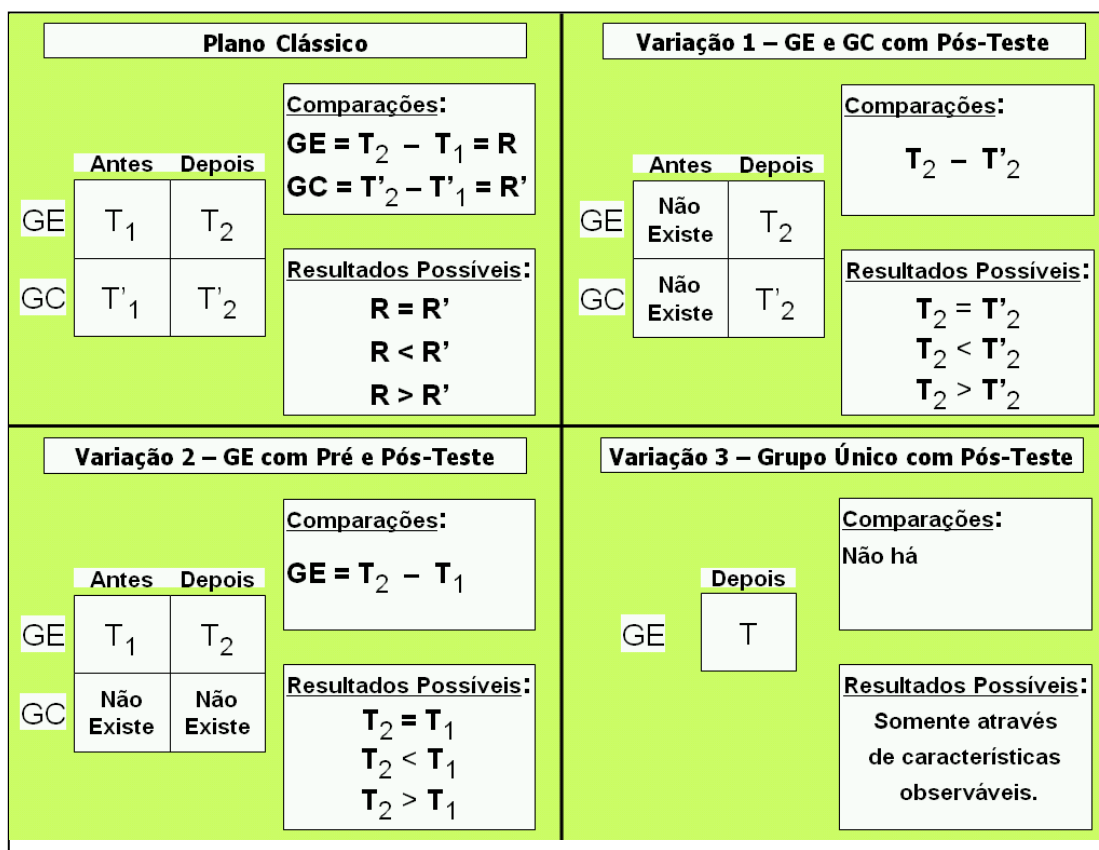 Plano Clássico
Comparações:
GE = T2 – T1 = R
GC = T'2 – T'1 = R'
Antes Depois
GE T1 T2
GC T'1 T'2
Resultados Possíveis:
R = R'
R < R'
R > R'
Variação 1 – GE e GC com Pós-Teste
Comparações:
T2 – T'2
Antes Depois
GE Não Existe T2
GC Não Existe T'2
Resultados Possíveis:
T2 = T'2
T2 < T'2
T2 > T'2
Variação 2 – GE com Pré e Pós-Teste
Comparações:
GE = T2 – T1
Antes Depois
GE T1 T2
GC Não Existe Não Existe
Resultados Possíveis:
T2 = T1
T2 < T1
T2 > T1
Variação 3 – Grupo Único com Pós-Teste
Comparações:
Não há
Depois
GE T
Resultados Possíveis:
Somente através
de características
observáveis.